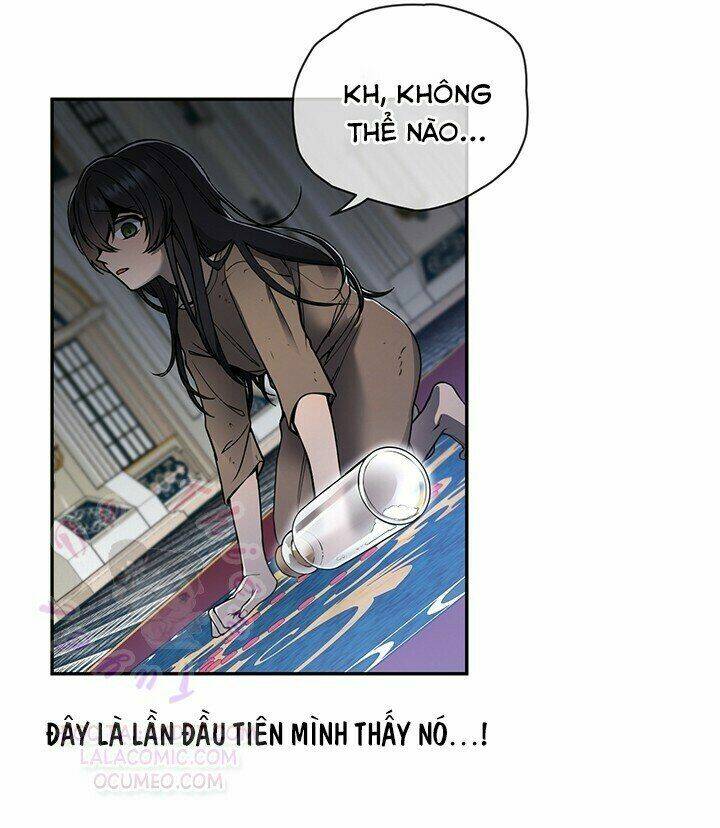 KH, KHÔNG
THỂ NÀO...
ĐÂY LÀ LẦN ĐẦU TIÊN MÌNH THẤY NÓ...!
LALACOMIC.COM
OCUMEO.COM